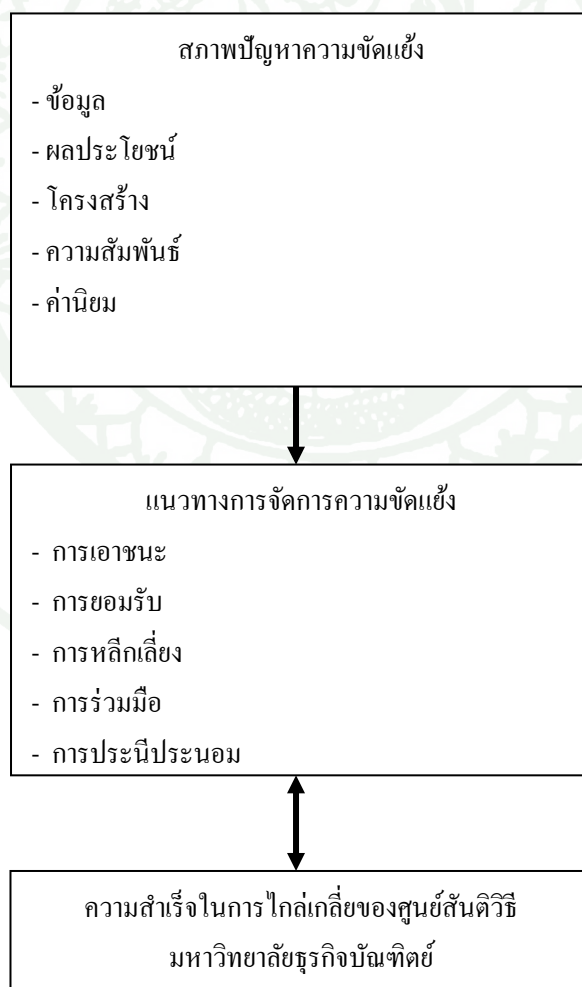 สภาพปัญหาความขัดแย้ง
- ข้อมูล
- ผลประโยชน์
- โครงสร้าง
- ความสัมพันธ์
- ค่านิยม
แนวทางการจัดการความขัดแย้ง
- การเอาชนะ
- การยอมรับ
- การหลีกเลี่ยง
- การร่วมมือ
- การประนีประนอม
ความสำเร็จในการไกล่เกลี่ยของศูนย์สันติวิธี
มหาวิทยาลัยธุรกิจบัณฑิตย์